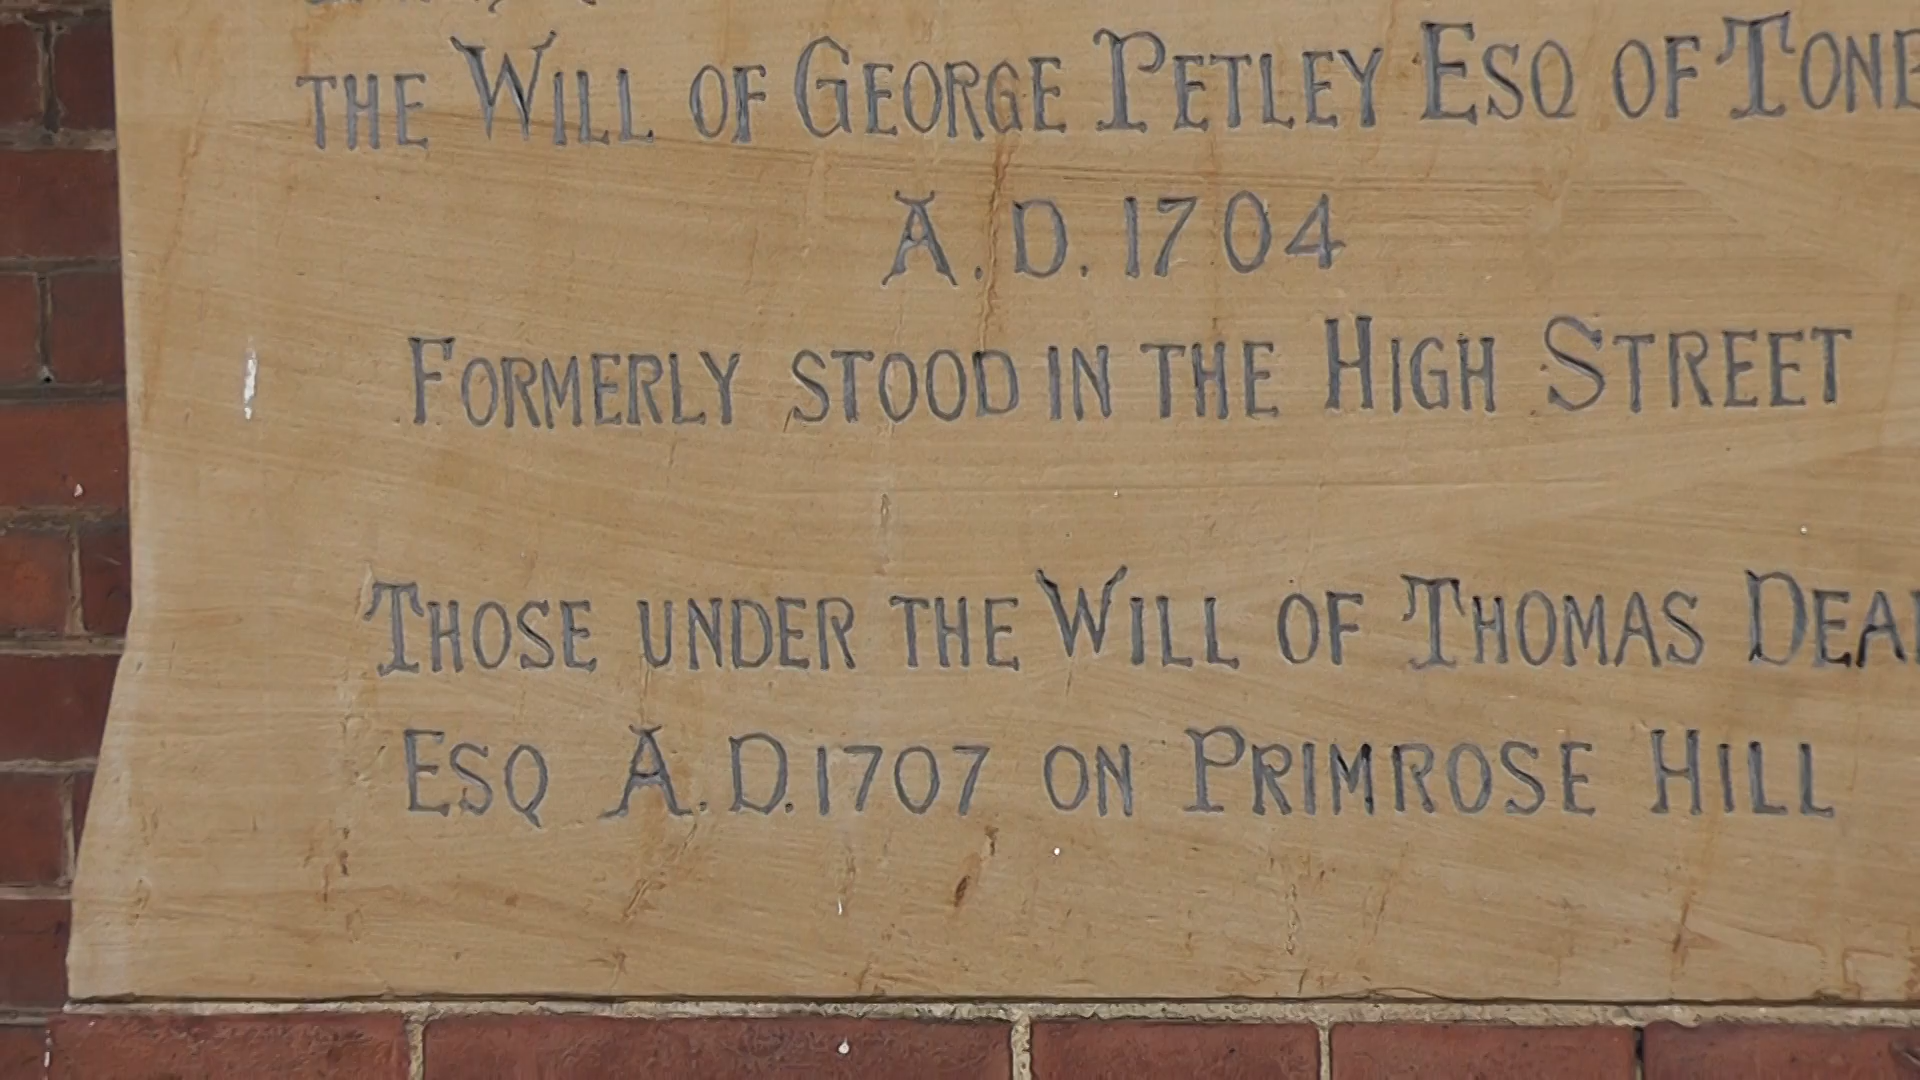 THE WILL OF GEORGE PETLEY ESQ OF
A.D. 1704
FORMERLY STOOD IN THE HIGH STREET
THOSE UNDER THE WILL OF THOMAS
ESQ A.D. 1707 ON PRIMROSE HILL